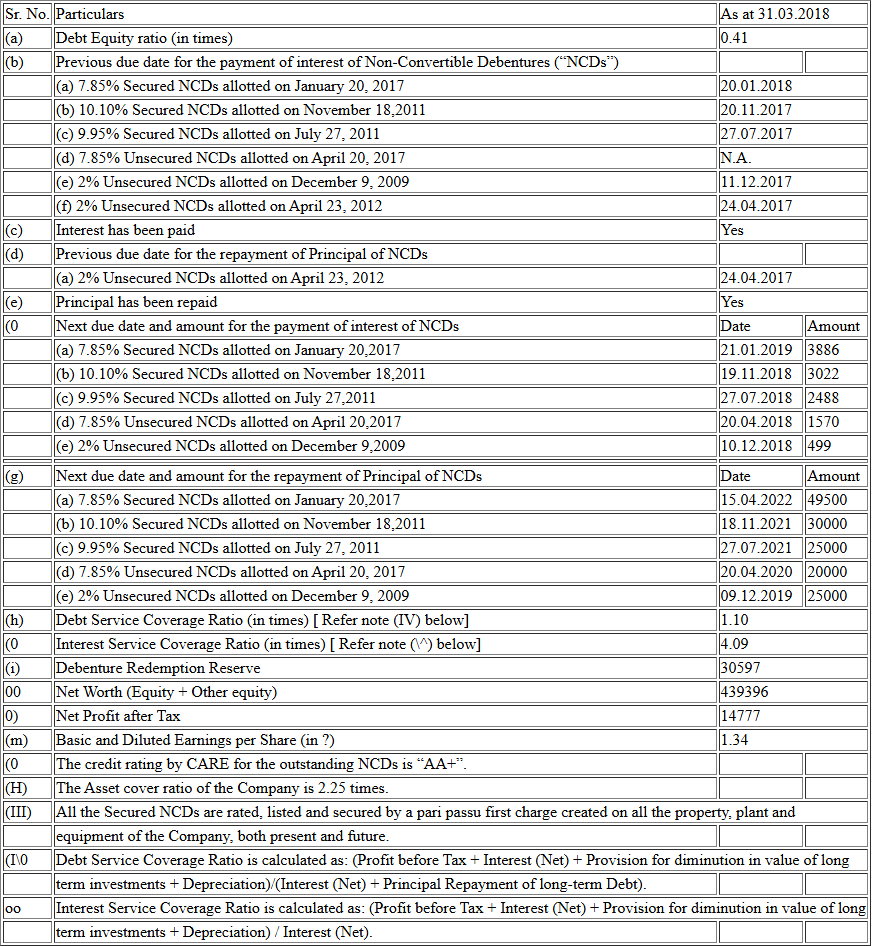 Sr. No. Particulars As at 31.03.2018
(a) Debt Equity ratio (in times) 0.41
(b) Previous due date for the payment of interest of Non-Convertible Debentures (“NCDs”)
(a) 7.85% Secured NCDs allotted on January 20, 2017 20.01.2018
(b) 10.10% Secured NCDs allotted on November 18,2011 20.11.2017
(c) 9.95% Secured NCDs allotted on July 27, 2011 27.07.2017
(d) 7.85% Unsecured NCDs allotted on April 20, 2017 N.A.
(e) 2% Unsecured NCDs allotted on December 9, 2009 11.12.2017
(f) 2% Unsecured NCDs allotted on April 23, 2012 24.04.2017
(c) Interest has been paid Yes
(d) Previous due date for the repayment of Principal of NCDs
(a) 2% Unsecured NCDs allotted on April 23, 2012 24.04.2017
(e) Principal has been repaid Yes
(0 Next due date and amount for the payment of interest of NCDs Date Amount
(a) 7.85% Secured NCDs allotted on January 20,2017 21.01.2019 3886
(b) 10.10% Secured NCDs allotted on November 18,2011 19.11.2018 3022
(c) 9.95% Secured NCDs allotted on July 27,2011 27.07.2018 2488
(d) 7.85% Unsecured NCDs allotted on April 20,2017 20.04.2018 1570
(e) 2% Unsecured NCDs allotted on December 9,2009 10.12.2018 499
(g) Next due date and amount for the repayment of Principal of NCDs Date Amount
(a) 7.85% Secured NCDs allotted on January 20,2017 15.04.2022 49500
(b) 10.10% Secured NCDs allotted on November 18,2011 18.11.2021 30000
(c) 9.95% Secured NCDs allotted on July 27, 2011 27.07.2021 25000
(d) 7.85% Unsecured NCDs allotted on April 20, 2017 20.04.2020 20000
(e) 2% Unsecured NCDs allotted on December 9, 2009 09.12.2019 25000
(h) Debt Service Coverage Ratio (in times) [ Refer note (IV) below] 1.10
(0 Interest Service Coverage Ratio (in times) [ Refer note (\^) below] 4.09
(i) Debenture Redemption Reserve 30597
00 Net Worth (Equity + Other equity) 439396
0) Net Profit after Tax 14777
(m) Basic and Diluted Earnings per Share (in ?) 1.34
(0 The credit rating by CARE for the outstanding NCDs is “AA+”.
(H) The Asset cover ratio of the Company is 2.25 times.
(III) All the Secured NCDs are rated, listed and secured by a pari passu first charge created on all the property, plant and
equipment of the Company, both present and future.
(I\0 Debt Service Coverage Ratio is calculated as: (Profit before Tax + Interest (Net) + Provision for diminution in value of long
term investments + Depreciation)/(Interest (Net) + Principal Repayment of long-term Debt).
oo Interest Service Coverage Ratio is calculated as: (Profit before Tax + Interest (Net) + Provision for diminution in value of long
term investments + Depreciation) / Interest (Net).